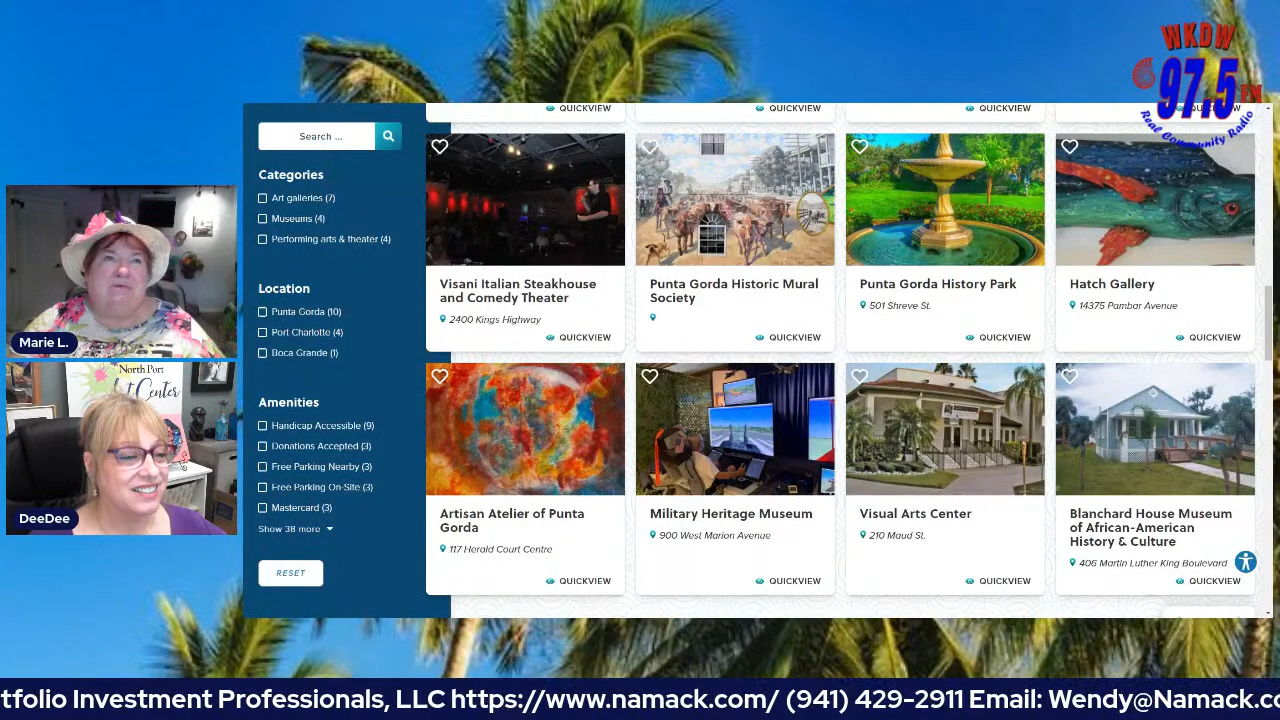 WKDW
97.5 FM
Real Community Radio
QUICKVIEW
QUICKVIEW
QUICKVIEW
QUICKVIEW
Search ...
Categories
Art galleries (7)
Museums (4)
Performing arts & theater (4)
Location
Punta Gorda (10)
Port Charlotte (4)
Boca Grande (1)
Amenities
Handicap Accessible (9)
Donations Accepted (3)
Free Parking Nearby (3)
Free Parking On-Site (3)
Mastercard (3)
Show 38 more
RESET
Visani Italian Steakhouse
and Comedy Theater
2400 Kings Highway
QUICKVIEW
Punta Gorda Historic Mural
Society
QUICKVIEW
Punta Gorda History Park
501 Shreve St.
QUICKVIEW
Hatch Gallery
14375 Pambar Avenue
QUICKVIEW
Artisan Atelier of Punta
Gorda
117 Herald Court Centre
QUICKVIEW
Military Heritage Museum
900 West Marion Avenue
QUICKVIEW
Visual Arts Center
210 Maud St.
QUICKVIEW
Blanchard House Museum
of African-American
History & Culture
406 Martin Luther King Boulevard
QUICKVIEW
Marie L.
North Port
Art Center
DeeDee
tfolio Investment Professionals, LLC https://www.namack.com/ (941) 429-2911 Email: Wendy@Namack.co